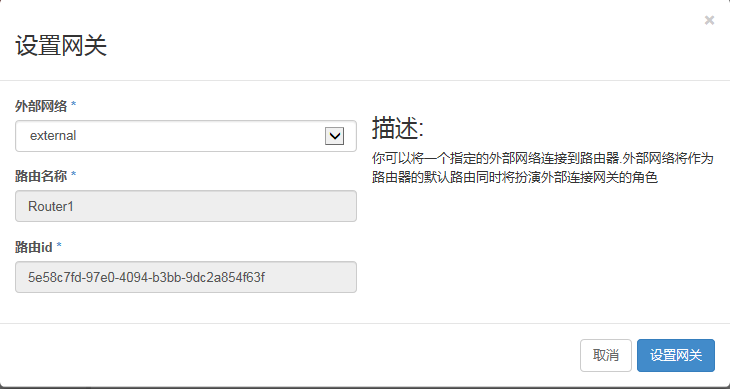 ×
设置网关
外部网络 *
external
路由名称 *
Router1
路由id *
5e58c7fd-97e0-4094-b3bb-9dc2a854f63f
描述:
你可以将一个指定的外部网络连接到路由器.外部网络将作为
路由器的默认路由同时将扮演外部连接网关的角色
取消
设置网关